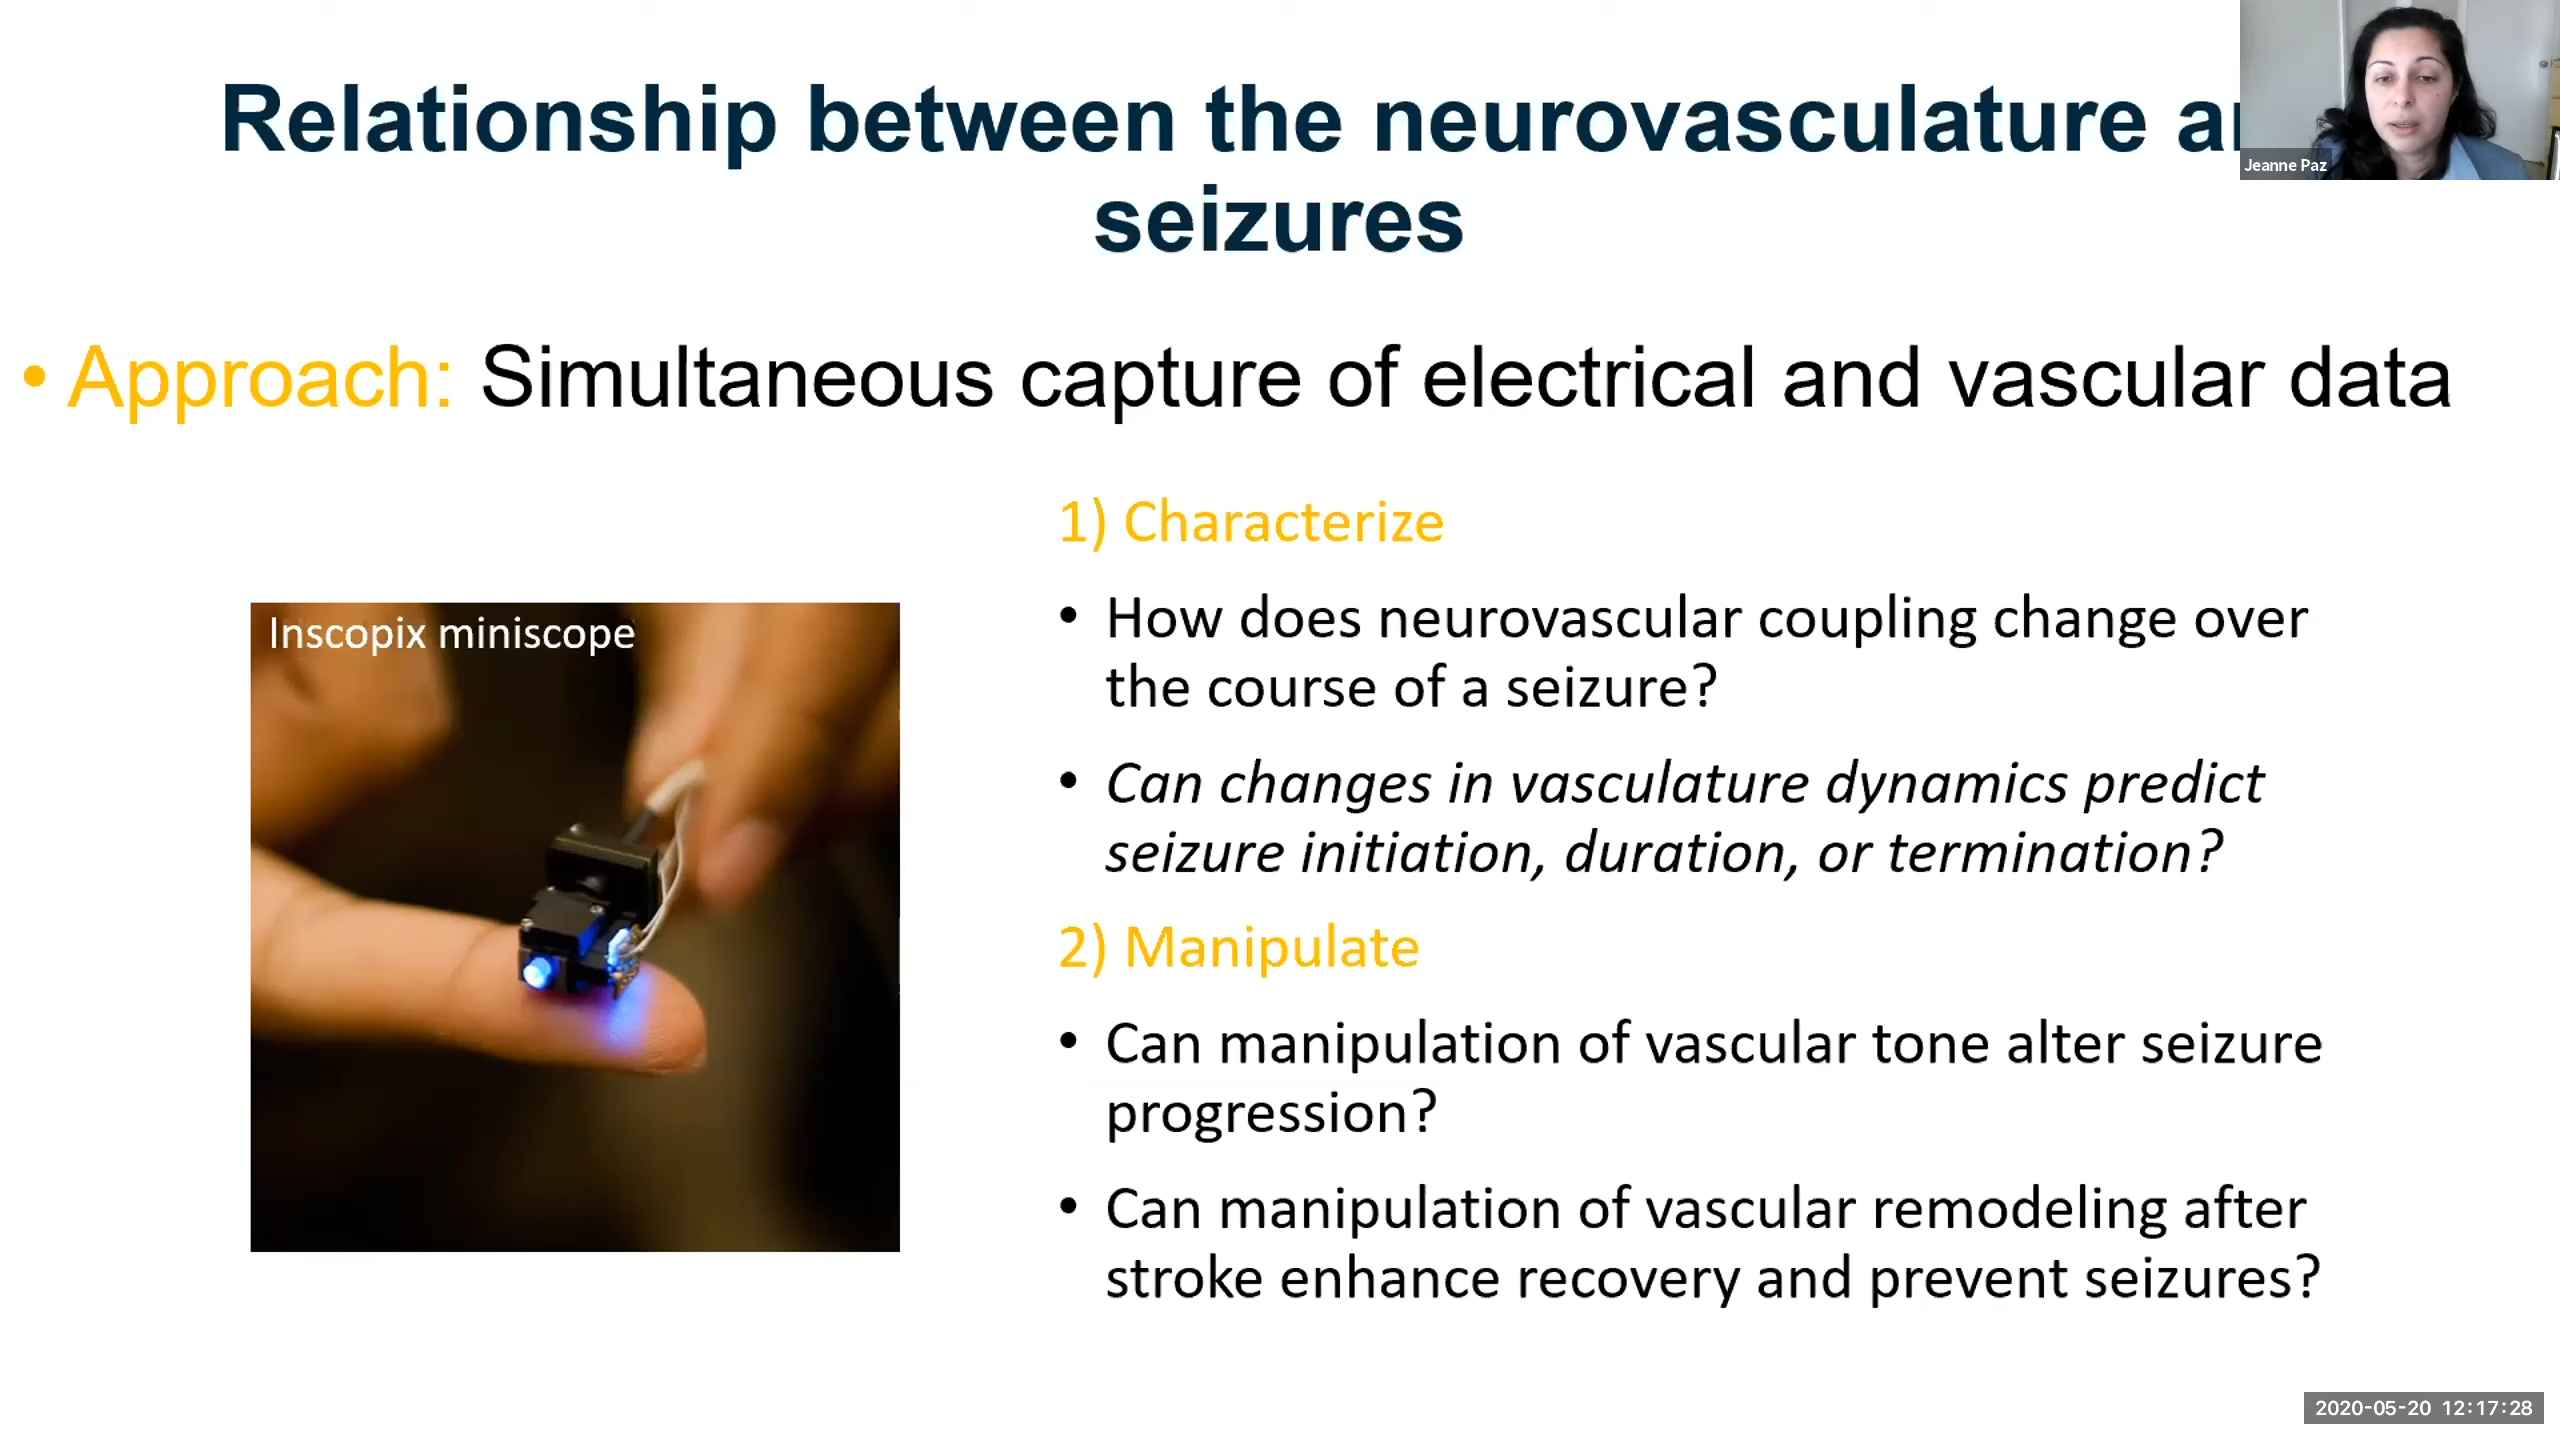 Relationship between the neurovasculature
seizures
Jeanne Paz
• Approach: Simultaneous capture of electrical and vascular data
Inscopix miniscope
1) Characterize
• How does neurovascular coupling change over
the course of a seizure?
• Can changes in vasculature dynamics predict
seizure initiation, duration, or termination?
2) Manipulate
• Can manipulation of vascular tone alter seizure
progression?
• Can manipulation of vascular remodeling after
stroke enhance recovery and prevent seizures?
2020-05-20 12:17:28